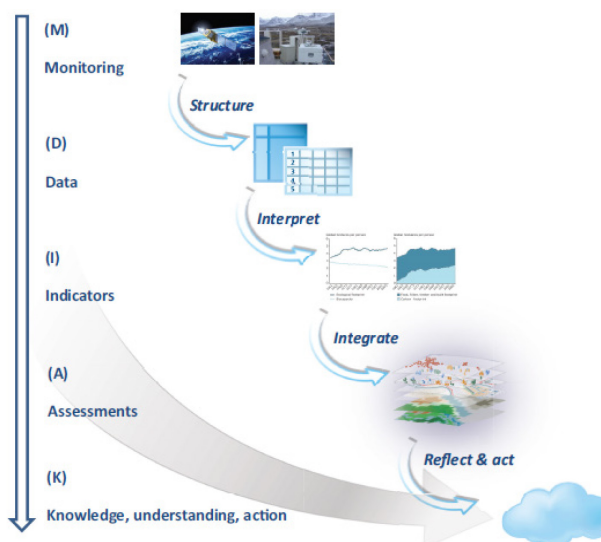 (M)
Monitoring
Structure
(D)
Data
1
2
3
4
5
Interpret
(I)
Indicators
Integrate
(A)
Assessments
Reflect & act
(K)
Knowledge, understanding, action